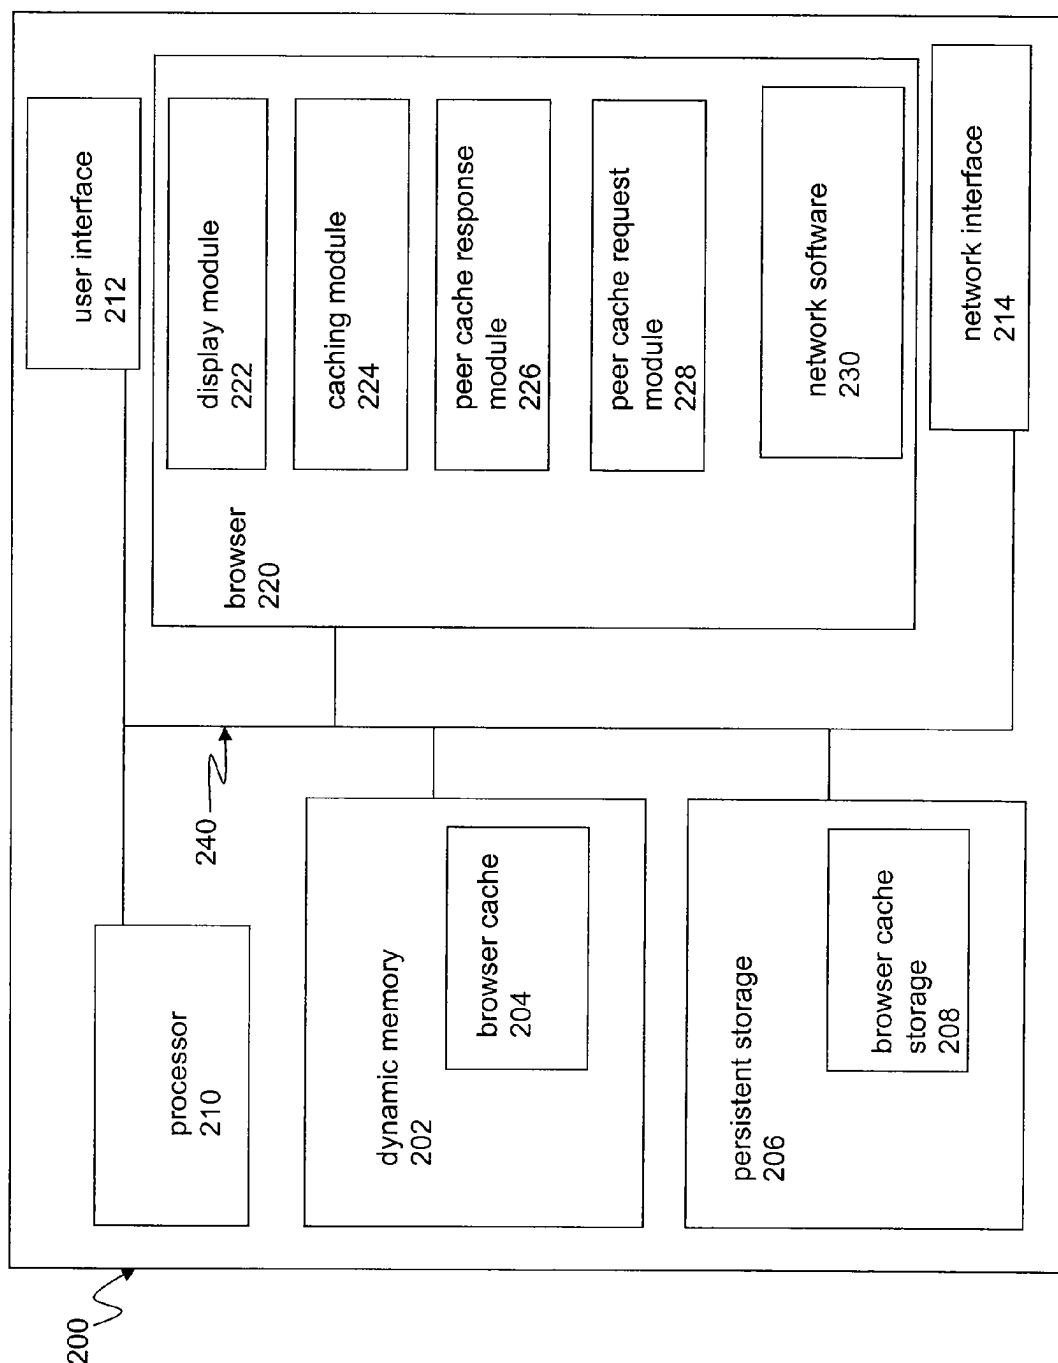 200
processor
210
240
user interface
212
dynamic memory
202
browser cache
204
persistent storage
206
browser cache
storage
208
browser
220
display module
222
caching module
224
peer cache response
module
226
peer cache request
module
228
network software
230
network interface
214